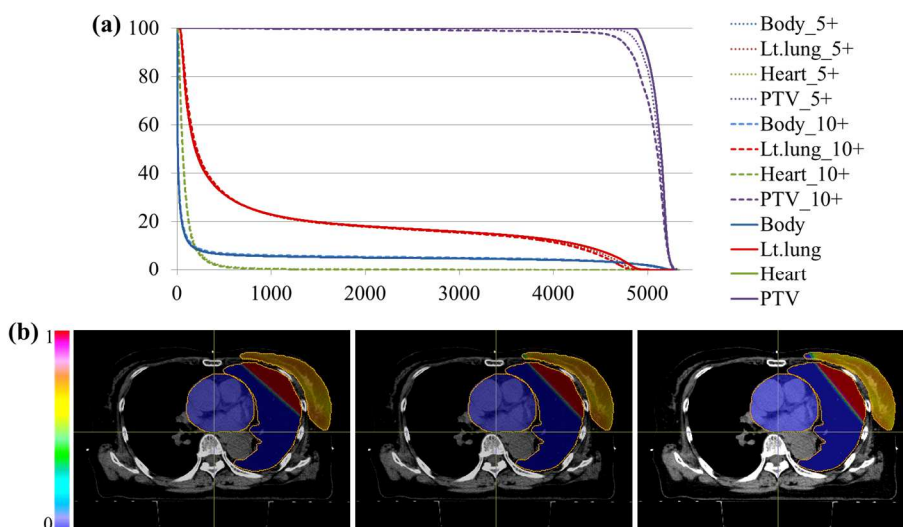 (a)
100
80
60
40
20
0
0 1000 2000 3000 4000 5000
Body_5+
Lt.lung_5+
Heart_5+
PTV_5+
Body_10+
Lt.lung_10+
Heart_10+
PTV_10+
Body
Lt.lung
Heart
PTV
(b)
1
0